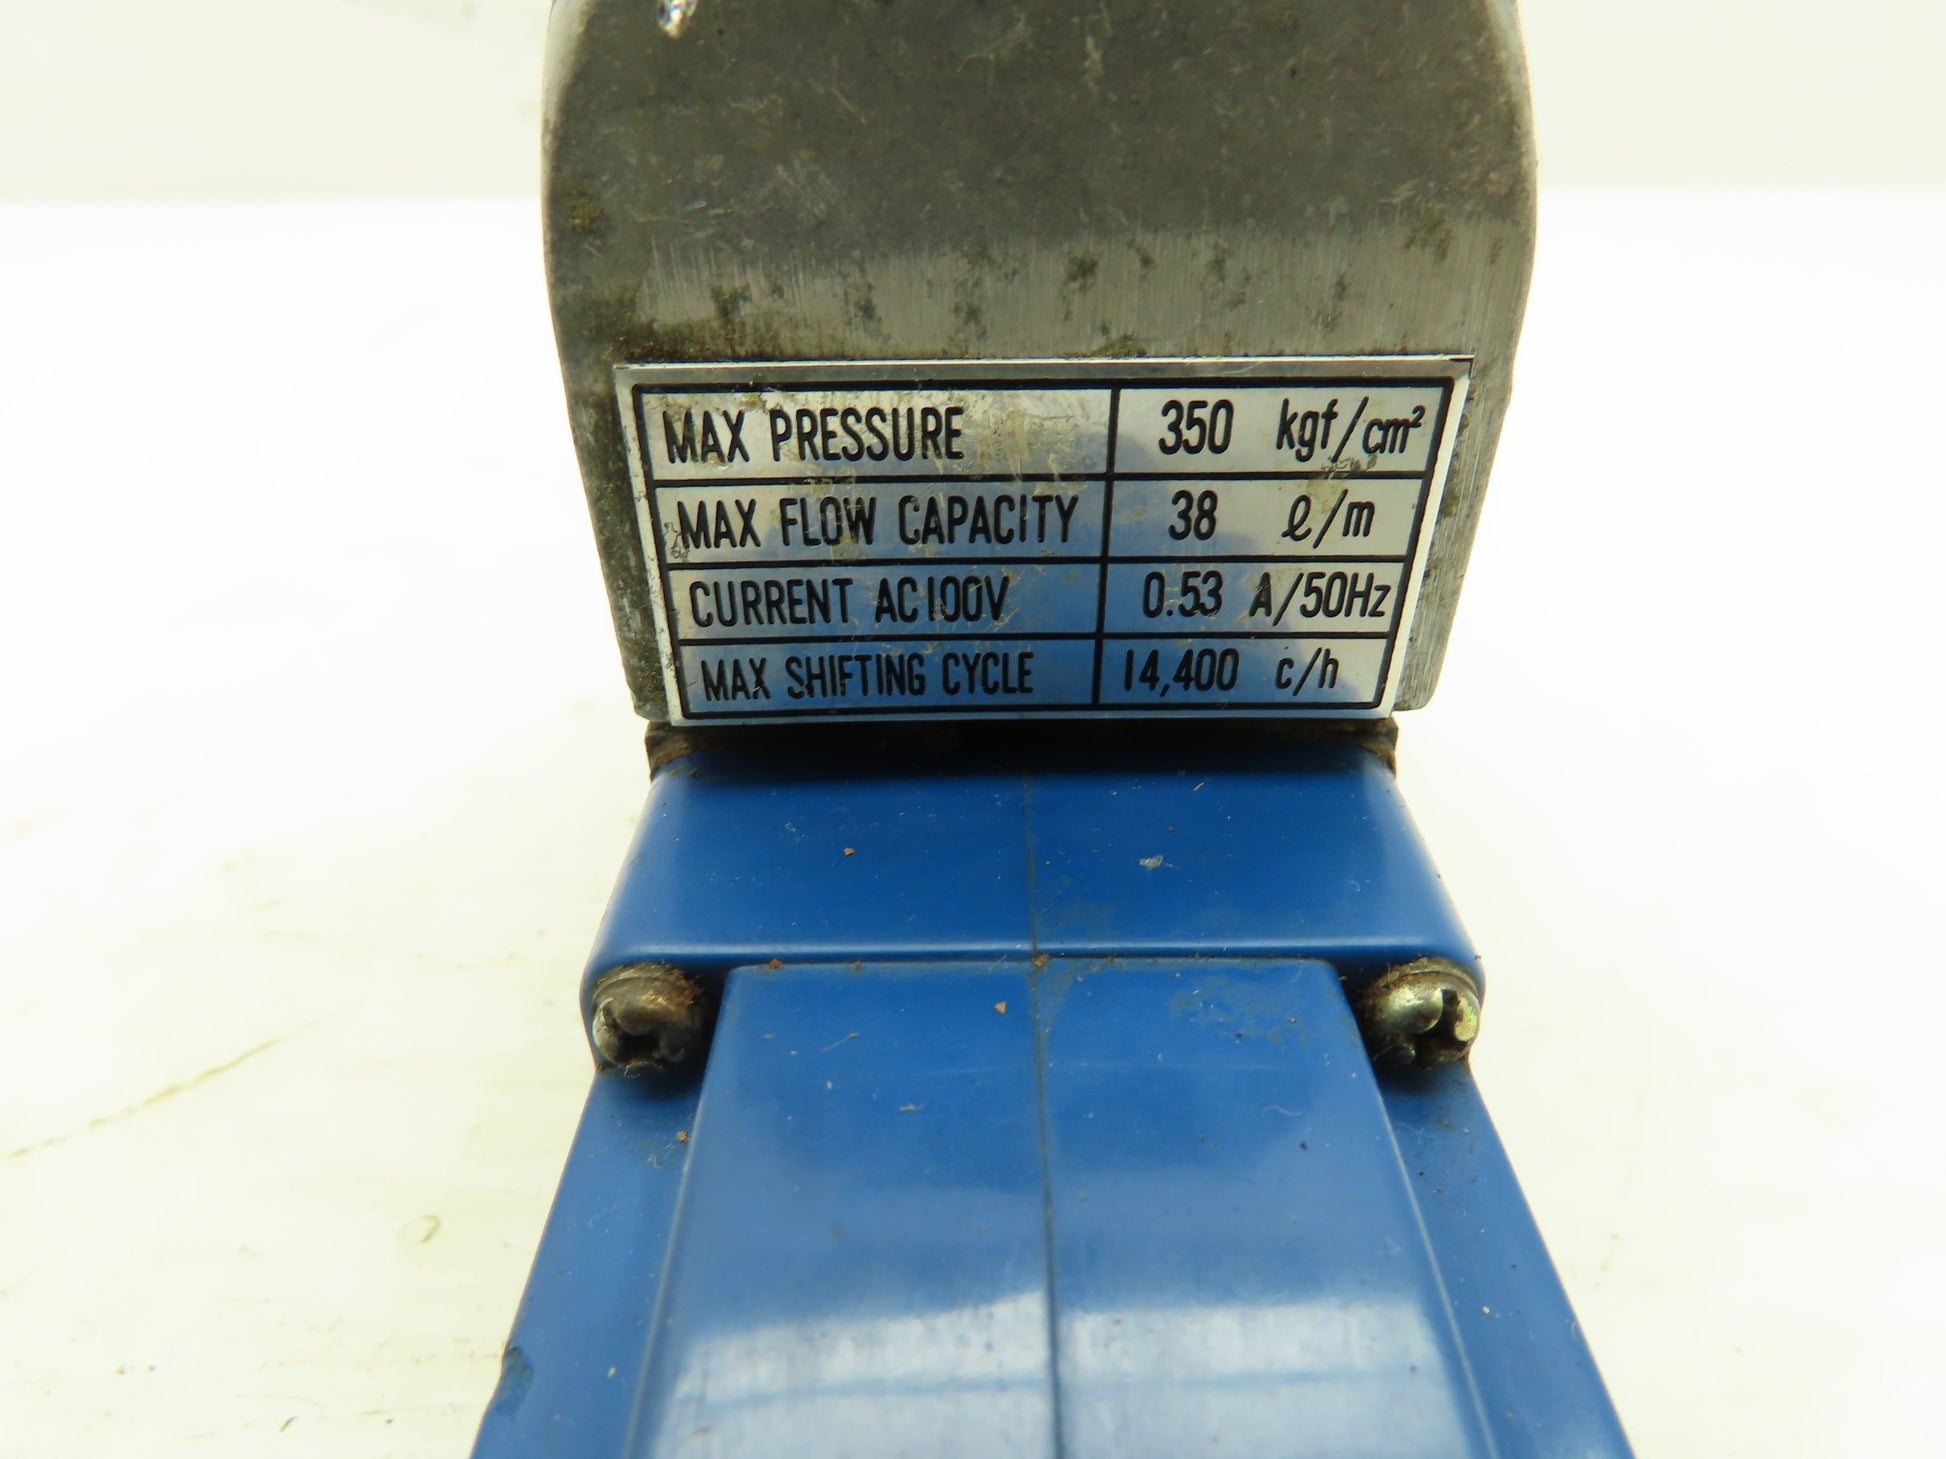 MAX PRESSURE 350 kgf/cm²
MAX FLOW CAPACITY 38 ℓ/m
CURRENT AC100V 0.53 A/50Hz
MAX SHIFTING CYCLE 14,400 c/h